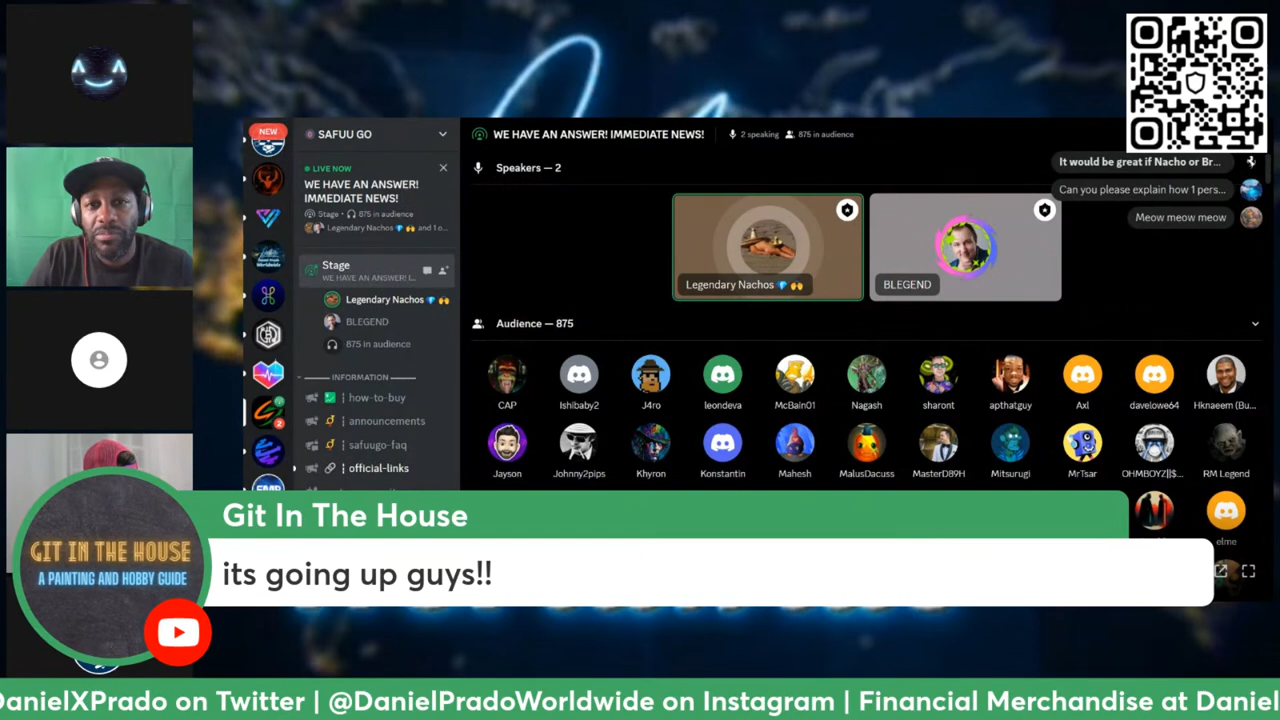 NEW
SAFUU GO
LIVE NOW
WE HAVE AN ANSWER!
IMMEDIATE NEWS!
Stage • 875 in audience
Legendary Nachos 💎 🙌 and 1 o...
Stage
WE HAVE AN ANSWER! I...
Legendary Nachos 💎 🙌
BLEGEND
875 in audience
INFORMATION
how-to-buy
announcements
2
safuugo-faq
official-links
WE HAVE AN ANSWER! IMMEDIATE NEWS!
2 speaking 875 in audience
Speakers — 2
It would be great if Nacho or Br...
Can you please explain how 1 pers...
Meow meow meow
Legendary Nachos 💎 🙌
BLEGEND
Audience — 875
CAP
Ishibaby2
J4ro
leondeva
McBain01
Nagash
sharont
apthatguy
Axl
davelowe64
Hknaeem (Bu...
Jayson
Johnny2pips
Khyron
Konstantin
Mahesh
MalusDacuss
MasterD89H
Mitsurugi
MrTsar
OHMBOYZ||$...
RM Legend
elme
Git In The House
its going up guys!!
GIT IN THE HOUSE
A PAINTING AND HOBBY GUIDE
DanielXPrado on Twitter | @DanielPradoWorldwide on Instagram | Financial Merchandise at Daniel